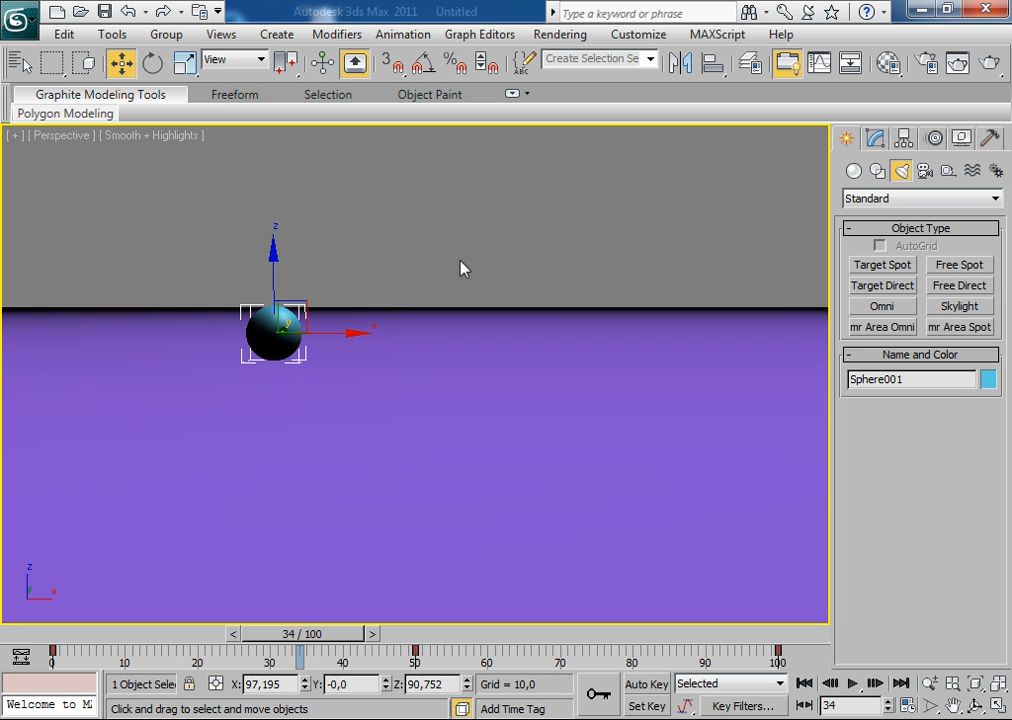 Autodesk 3ds Max 2011 Untitled
Type a keyword or phrase
Edit Tools Group Views Create Modifiers Animation Graph Editors Rendering Customize MAXScript Help
View
3
ABC
Create Selection Se
Graphite Modeling Tools Freeform Selection Object Paint
Polygon Modeling
[ + ] [ Perspective ] [ Smooth + Highlights ]
Standard
- Object Type
AutoGrid
Target Spot Free Spot
Target Direct Free Direct
Omni Skylight
mr Area Omni mr Area Spot
- Name and Color
Sphere001
z
y
x
z
x
< 34 / 100 >
0 10 20 30 40 50 60 70 80 90 100
1 Object Sele X: 97,195 Y: -0,0 Z: 90,752 Grid = 10,0 Auto Key Selected
Welcome to M
Click and drag to select and move objects Add Time Tag Set Key Key Filters... 34